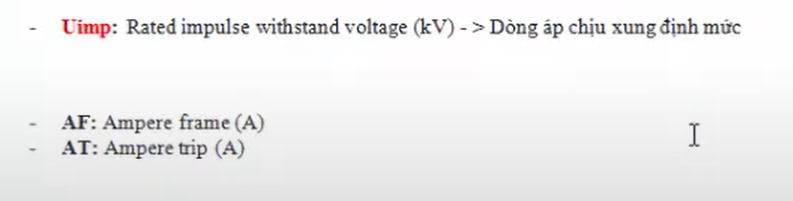 - Uimp: Rated impulse withstand voltage (kV) - > Dòng áp chịu xung định mức
- AF: Ampere frame (A)
- AT: Ampere trip (A)